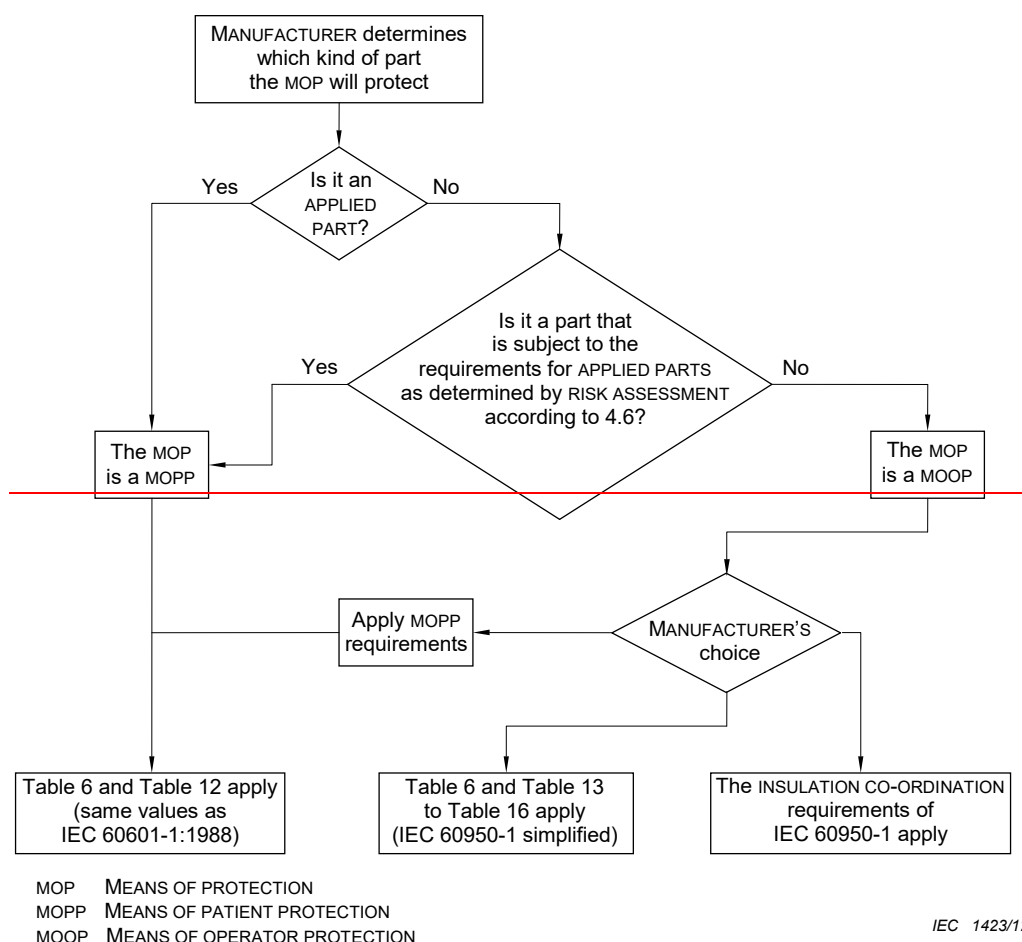 MANUFACTURER determines
which kind of part
the MOP will protect
Yes
Is it an
APPLIED
PART?
No
Is it a part that
is subject to the
requirements for APPLIED PARTS
as determined by RISK ASSESSMENT
according to 4.6?
Yes
No
The MOP
is a MOPP
The MOP
is a MOOP
Apply MOPP
requirements
MANUFACTURER'S
choice
Table 6 and Table 12 apply
(same values as
IEC 60601-1:1988)
Table 6 and Table 13
to Table 16 apply
(IEC 60950-1 simplified)
The INSULATION CO-ORDINATION
requirements of
IEC 60950-1 apply
MOP MEANS OF PROTECTION
MOPP MEANS OF PATIENT PROTECTION
MOOP MEANS OF OPERATOR PROTECTION
IEC